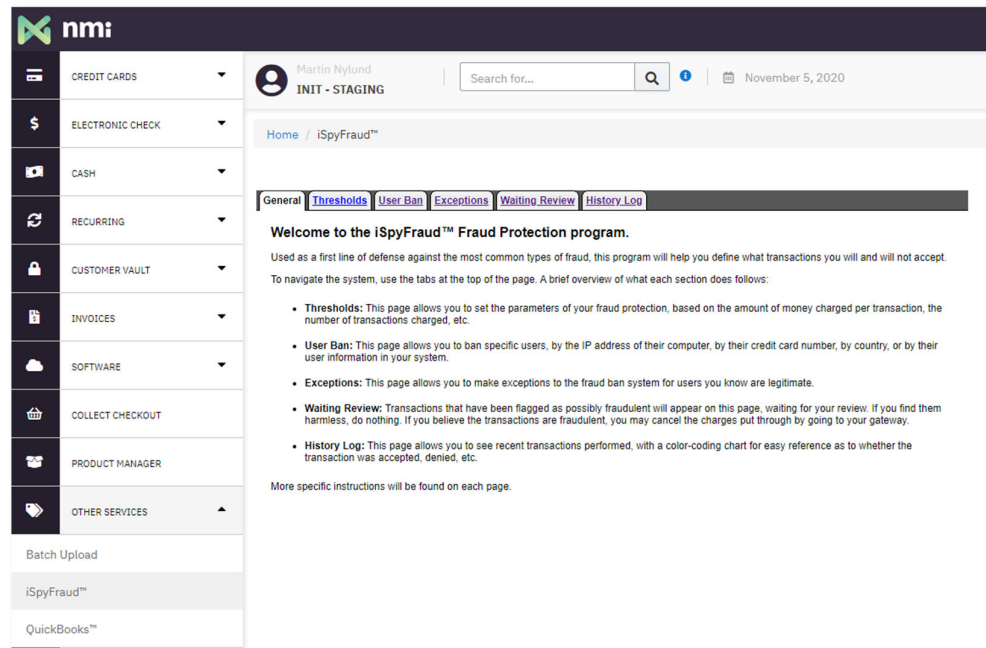 nmi
CREDIT CARDS
ELECTRONIC CHECK
CASH
RECURRING
CUSTOMER VAULT
INVOICES
SOFTWARE
COLLECT CHECKOUT
PRODUCT MANAGER
OTHER SERVICES
Batch Upload
iSpyFraud™
QuickBooks™
Martin Nylund
INIT - STAGING
Search for...
November 5, 2020
Home / iSpyFraud™
General Thresholds User Ban Exceptions Waiting Review History Log
Welcome to the iSpyFraud™ Fraud Protection program.
Used as a first line of defense against the most common types of fraud, this program will help you define what transactions you will and will not accept.
To navigate the system, use the tabs at the top of the page. A brief overview of what each section does follows:
• Thresholds: This page allows you to set the parameters of your fraud protection, based on the amount of money charged per transaction, the
number of transactions charged, etc.
• User Ban: This page allows you to ban specific users, by the IP address of their computer, by their credit card number, by country, or by their
user information in your system.
• Exceptions: This page allows you to make exceptions to the fraud ban system for users you know are legitimate.
• Waiting Review: Transactions that have been flagged as possibly fraudulent will appear on this page, waiting for your review. If you find them
harmless, do nothing. If you believe the transactions are fraudulent, you may cancel the charges put through by going to your gateway.
• History Log: This page allows you to see recent transactions performed, with a color-coding chart for easy reference as to whether the
transaction was accepted, denied, etc.
More specific instructions will be found on each page.